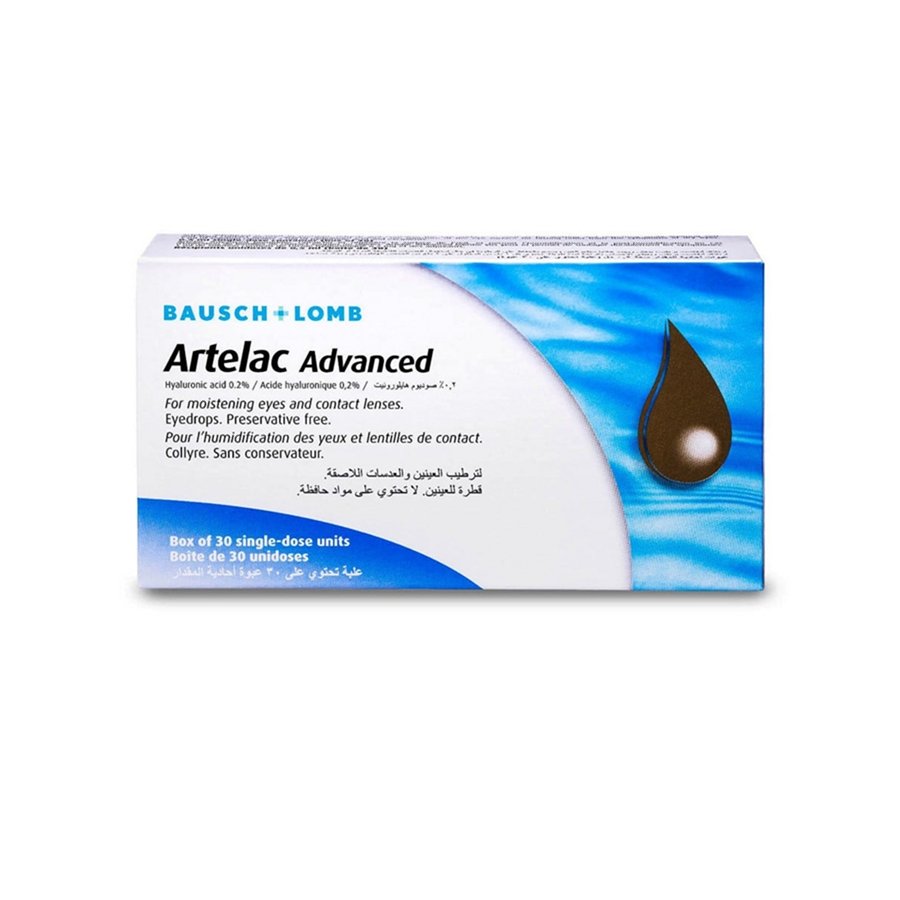 BAUSCH + LOMB
Artelac Advanced
Hyaluronic acid 0.2% / Acide hyaluronique 0,2% / صوديوم هايلورونيت ٠,٢٪
For moistening eyes and contact lenses.
Eyedrops. Preservative free.
Pour l'humidification des yeux et lentilles de contact.
Collyre. Sans conservateur.
لترطيب العينين والعدسات اللاصقة.
قطرة للعينين. لا تحتوي على مواد حافظة.
Box of 30 single-dose units
Boîte de 30 unidoses
علبة تحتوي على ٣٠ عبوة أحادية المقدار